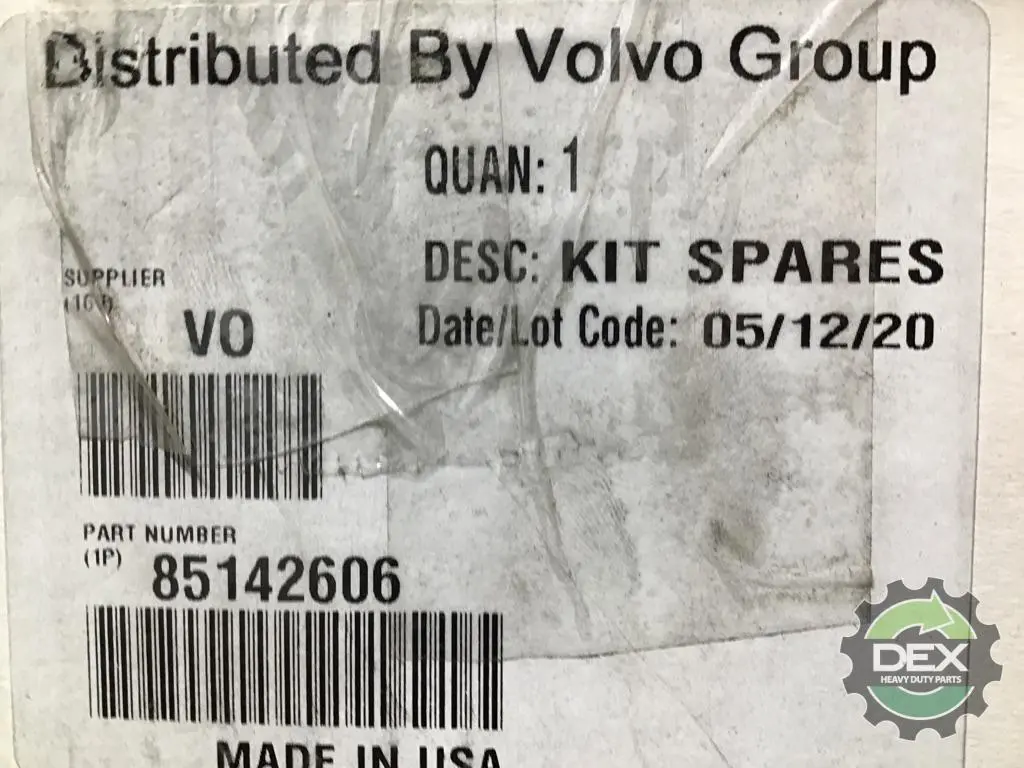 Distributed By Volvo Group
QUAN: 1
DESC: KIT SPARES
Date/Lot Code: 05/12/20
SUPPLIER
VO
PART NUMBER
(1P) 85142606
MADE IN USA
DEX
HEAVY DUTY PARTS